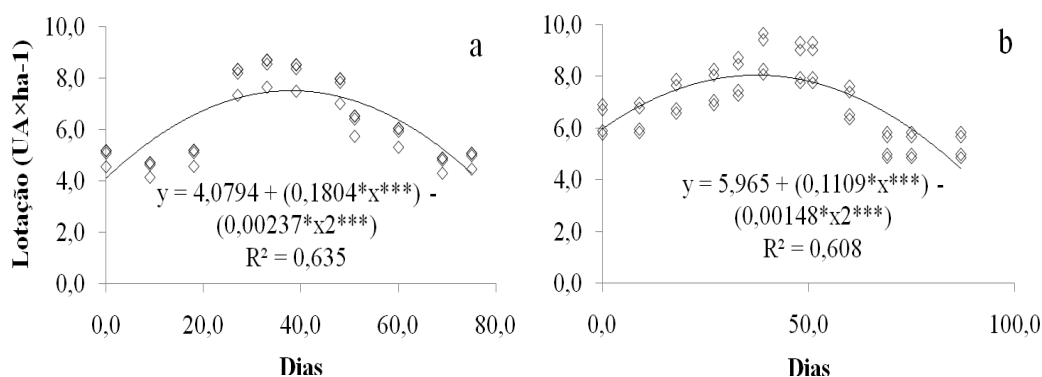 Lotação (UA×ha-1)
10,0
8,0
6,0
4,0
2,0
0,0
a
y = 4,0794 + (0,1804*x***) -
(0,00237*x2***)
R² = 0,635
0,0 20,0 40,0 60,0 80,0
Dias
10,0
8,0
6,0
4,0
2,0
0,0
b
y = 5,965 + (0,1109*x***) -
(0,00148*x2***)
R² = 0,608
0,0 50,0 100,0
Dias